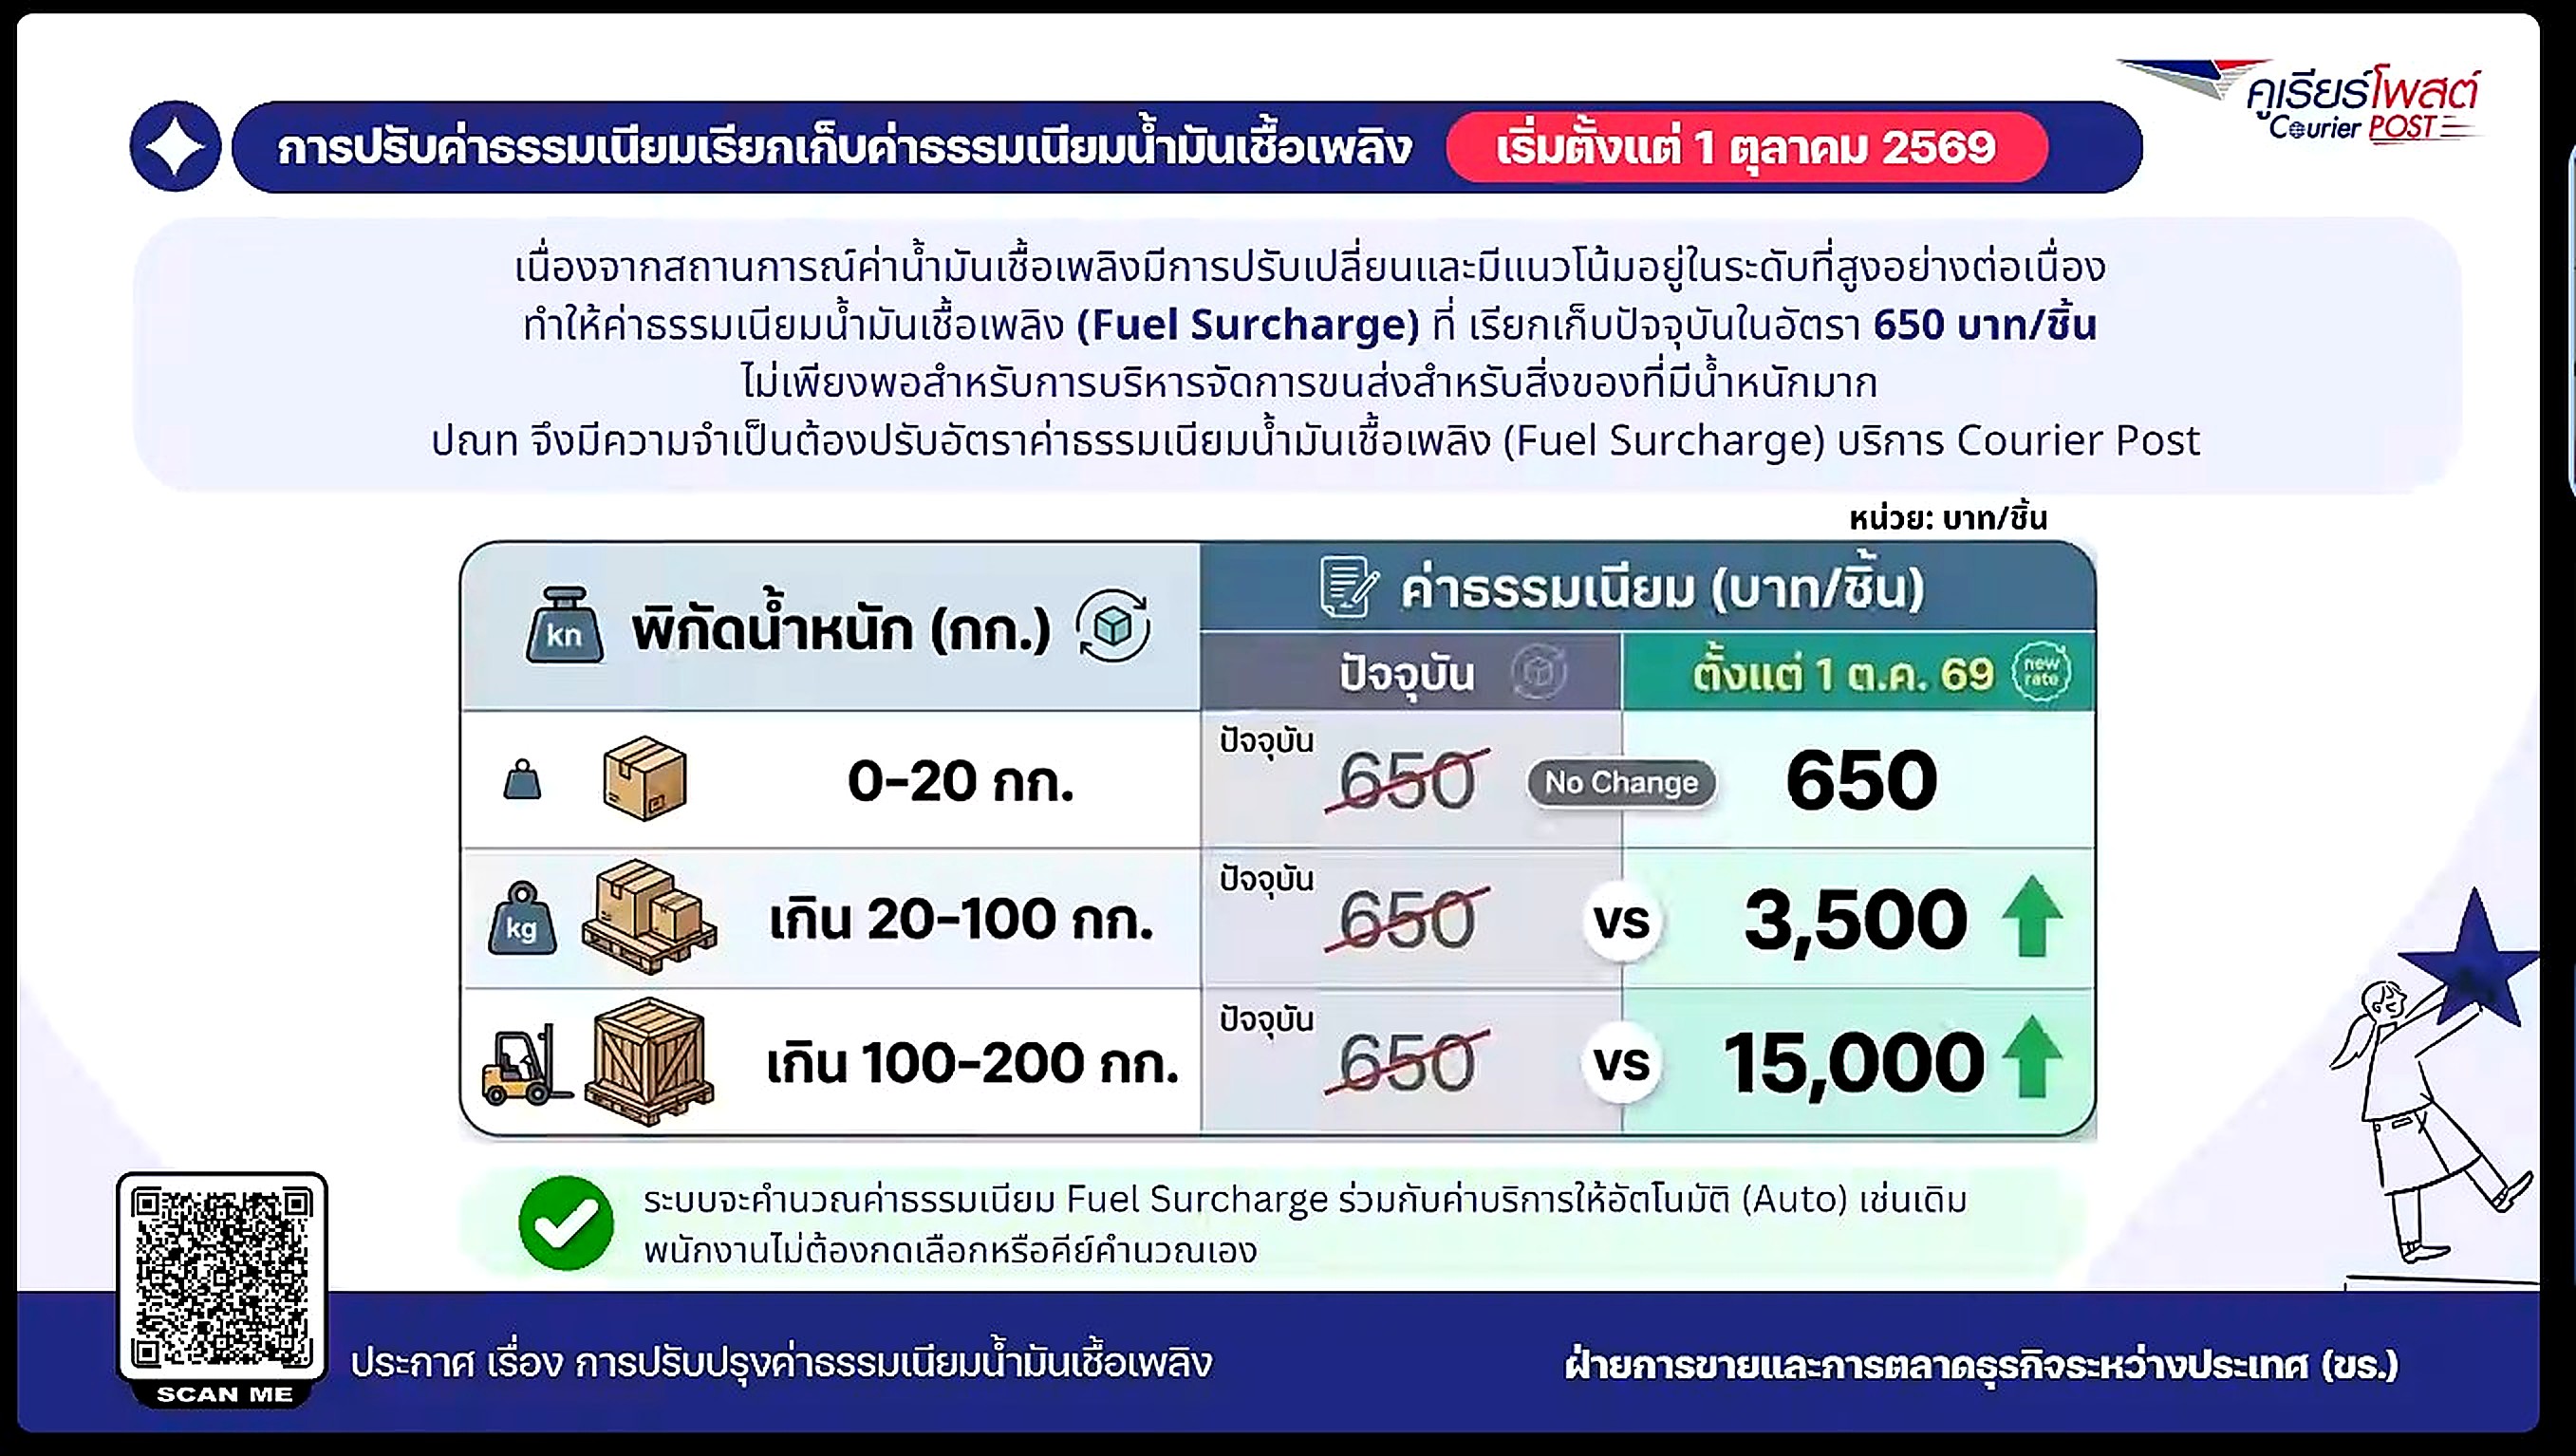 คูเรียร์โพสต์
Courier POST
การปรับค่าธรรมเนียมเรียกเก็บค่าธรรมเนียมน้ำมันเชื้อเพลิง เริ่มตั้งแต่ 1 ตุลาคม 2569
เนื่องจากสถานการณ์ค่าน้ำมันเชื้อเพลิงมีการปรับเปลี่ยนและมีแนวโน้มอยู่ในระดับที่สูงอย่างต่อเนื่อง
ทำให้ค่าธรรมเนียมน้ำมันเชื้อเพลิง (Fuel Surcharge) ที่ เรียกเก็บปัจจุบันในอัตรา 650 บาท/ชิ้น
ไม่เพียงพอสำหรับการบริหารจัดการขนส่งสำหรับสิ่งของที่มีน้ำหนักมาก
ปณท จึงมีความจำเป็นต้องปรับอัตราค่าธรรมเนียมน้ำมันเชื้อเพลิง (Fuel Surcharge) บริการ Courier Post
หน่วย: บาท/ชิ้น
kn พิกัดน้ำหนัก (กก.)
ค่าธรรมเนียม (บาท/ชิ้น)
ปัจจุบัน ตั้งแต่ 1 ต.ค. 69 new rate
0-20 กก. ปัจจุบัน 650 No Change 650
kg เกิน 20-100 กก. ปัจจุบัน 650 VS 3,500
เกิน 100-200 กก. ปัจจุบัน 650 VS 15,000
ระบบจะคำนวณค่าธรรมเนียม Fuel Surcharge ร่วมกับค่าบริการให้อัตโนมัติ (Auto) เช่นเดิม
พนักงานไม่ต้องกดเลือกหรือคีย์คำนวณเอง
SCAN ME
ประกาศ เรื่อง การปรับปรุงค่าธรรมเนียมน้ำมันเชื้อเพลิง
ฝ่ายการขายและการตลาดธุรกิจระหว่างประเทศ (ขร.)